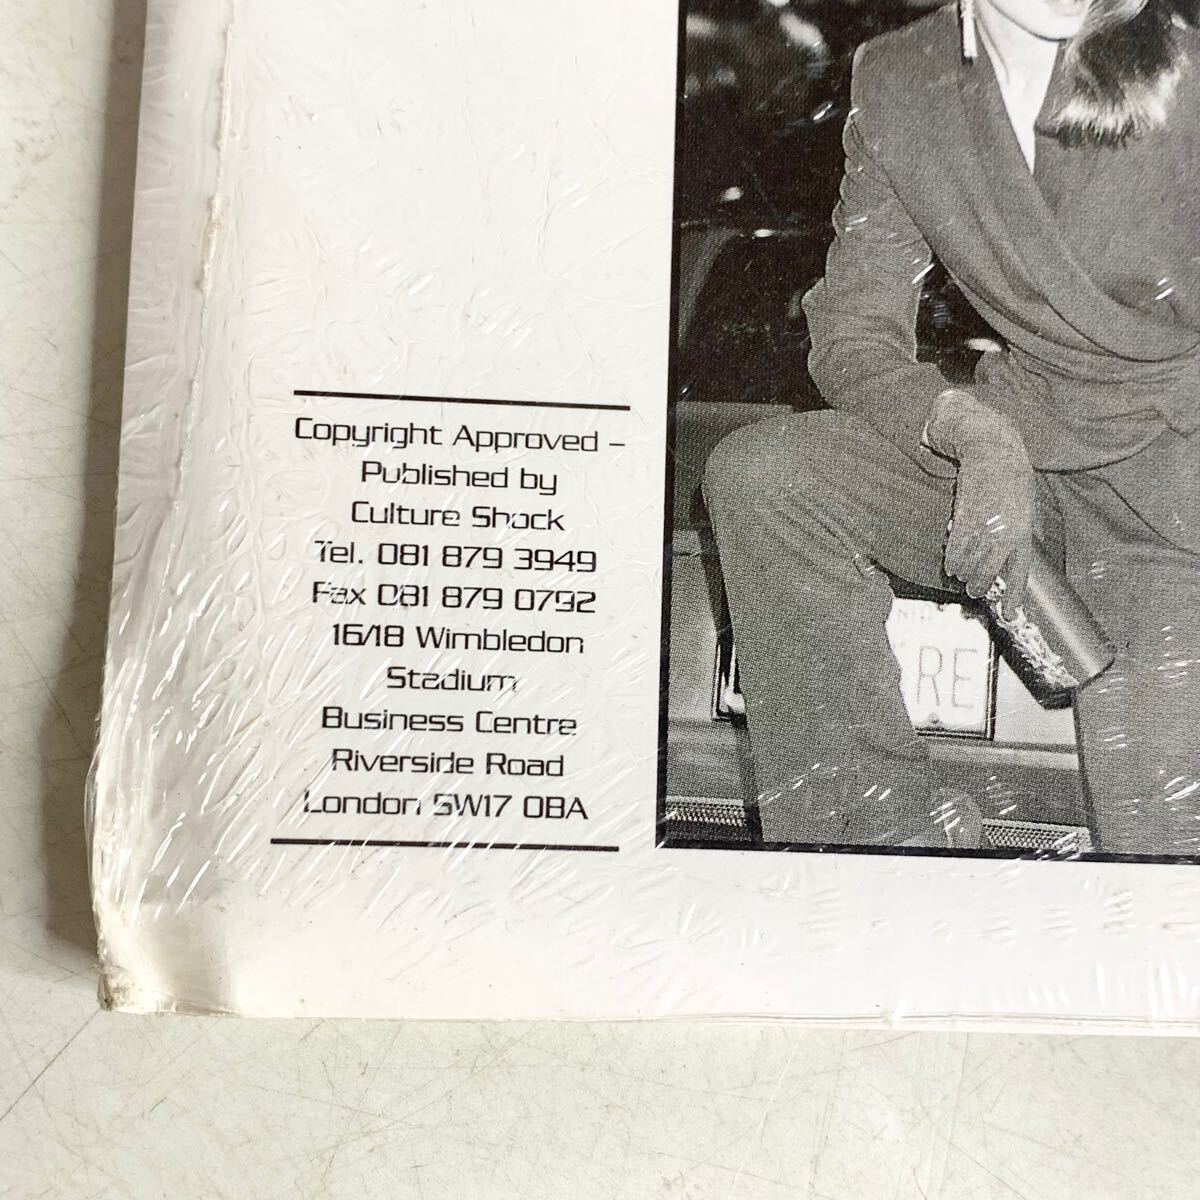 Copyright Approved –
Published by
Culture Shock
Tel. 081 879 3949
Fax 081 879 0792
16/18 Wimbledon
Stadium
Business Centre
Riverside Road
London SW17 0BA
RE